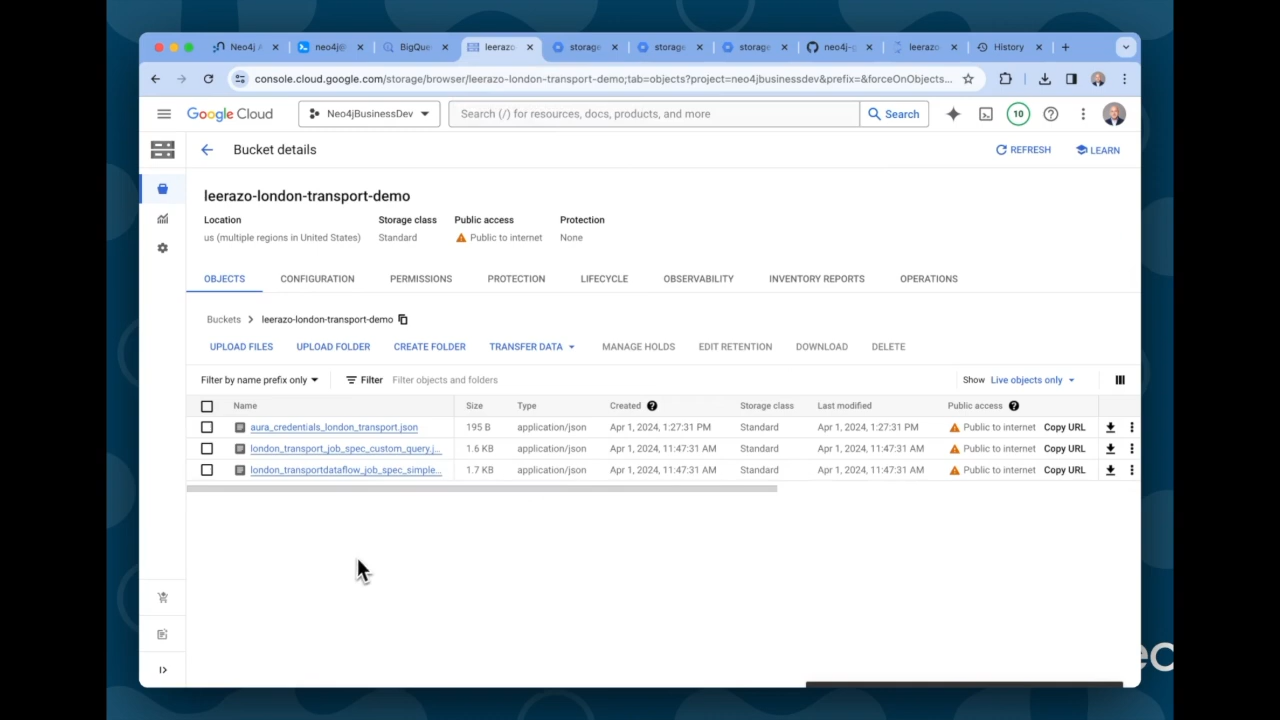 Neo4j A
neo4j@
BigQue
leerazo-
storage
storage
storage
neo4j-g
leerazo
History
console.cloud.google.com/storage/browser/leerazo-london-transport-demo;tab=objects?project=neo4jbusinessdev&prefix=&forceOnObjects...
Google Cloud
Neo4jBusinessDev
Search (/) for resources, docs, products, and more
Search
10
Bucket details
REFRESH
LEARN
leerazo-london-transport-demo
Location Storage class Public access Protection
us (multiple regions in United States) Standard Public to internet None
OBJECTS CONFIGURATION PERMISSIONS PROTECTION LIFECYCLE OBSERVABILITY INVENTORY REPORTS OPERATIONS
Buckets > leerazo-london-transport-demo
UPLOAD FILES UPLOAD FOLDER CREATE FOLDER TRANSFER DATA MANAGE HOLDS EDIT RETENTION DOWNLOAD DELETE
Filter by name prefix only Filter Filter objects and folders Show Live objects only
Name Size Type Created Storage class Last modified Public access
aura_credentials_london_transport.json 195 B application/json Apr 1, 2024, 1:27:31 PM Standard Apr 1, 2024, 1:27:31 PM Public to internet Copy URL
london_transport_job_spec_custom_query.j... 1.6 KB application/json Apr 1, 2024, 11:47:31 AM Standard Apr 1, 2024, 11:47:31 AM Public to internet Copy URL
london_transportdataflow_job_spec_simple... 1.7 KB application/json Apr 1, 2024, 11:47:31 AM Standard Apr 1, 2024, 11:47:31 AM Public to internet Copy URL